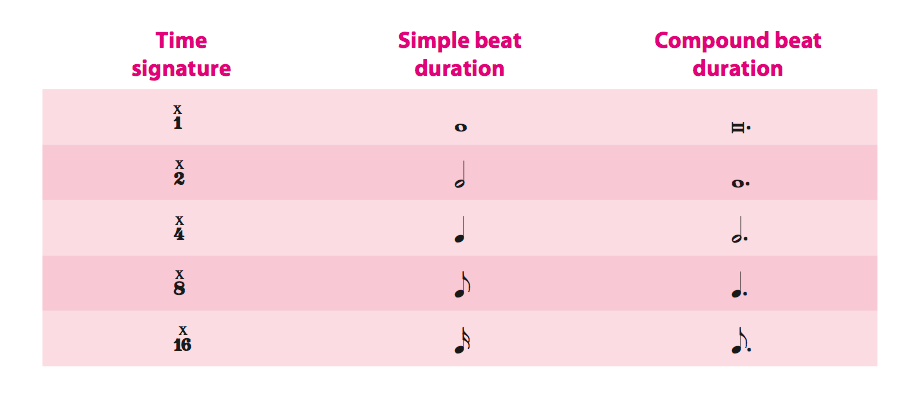 Time signature
Simple beat duration
Compound beat duration
x
1
x
2
x
4
x
8
x
16